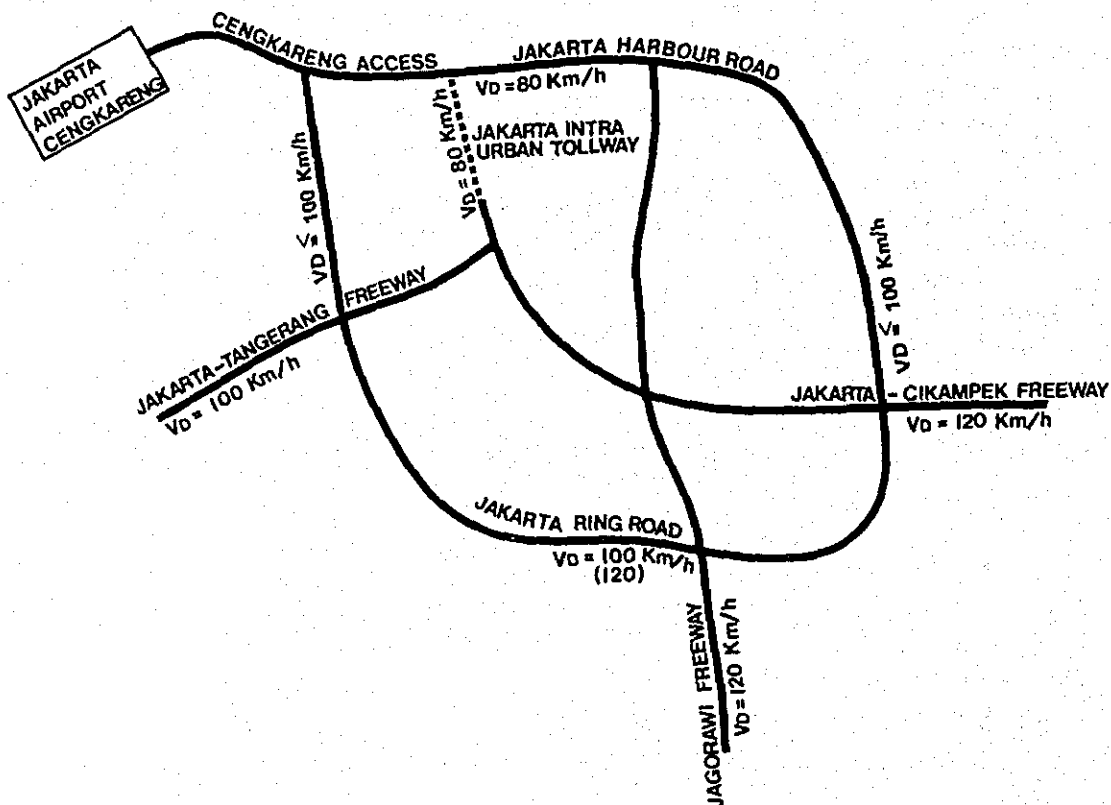 CENGKARENG ACCESS
JAKARTA HARBOUR ROAD
VD = 80 Km/h
JAKARTA
AIRPORT
CENGKARENG
VD = 80 Km/h
JAKARTA INTRA
URBAN TOLLWAY
VD ≤ 100 Km/h
VD ≤ 100 Km/h
JAKARTA-TANGERANG FREEWAY
VD = 100 Km/h
JAKARTA - CIKAMPEK FREEWAY
VD = 120 Km/h
JAKARTA RING ROAD
VD = 100 Km/h
(120)
JAGORAWI FREEWAY
VD = 120 Km/h